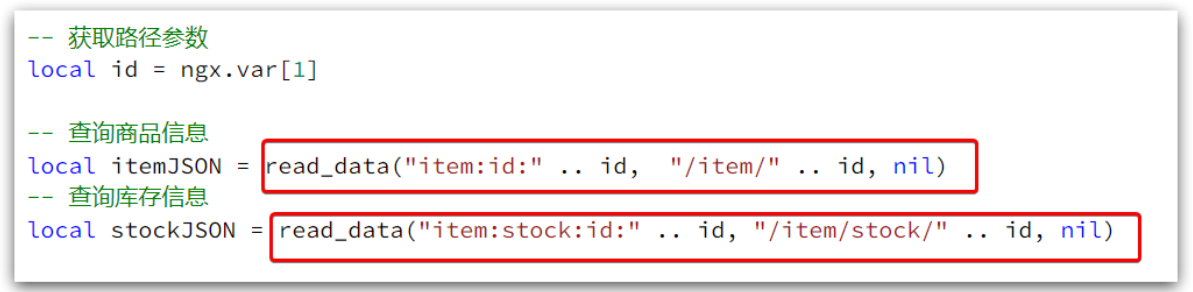 -- 获取路径参数
local id = ngx.var[1]
-- 查询商品信息
local itemJSON = read_data("item:id:" .. id,  "/item/" .. id, nil)
-- 查询库存信息
local stockJSON = read_data("item:stock:id:" .. id, "/item/stock/" .. id, nil)